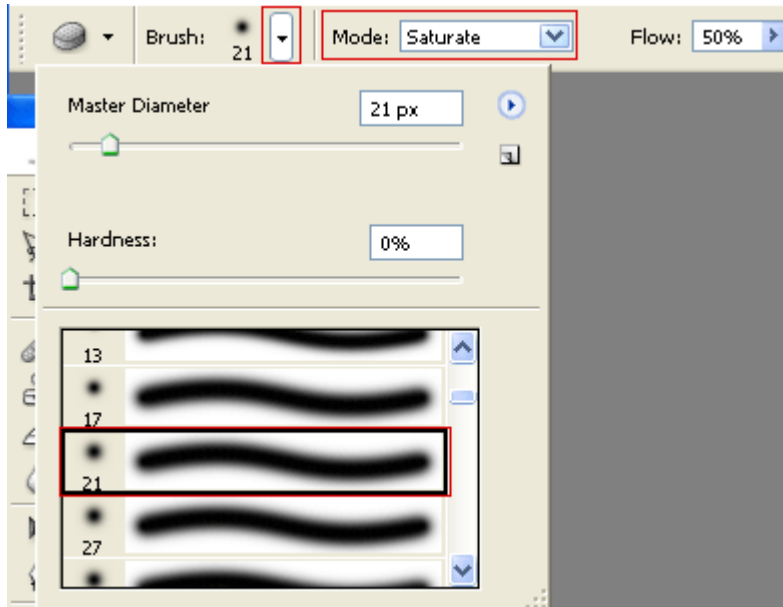 Brush: 21 Mode: Saturate Flow: 50%
Master Diameter 21 px
Hardness: 0%
13
17
21
27